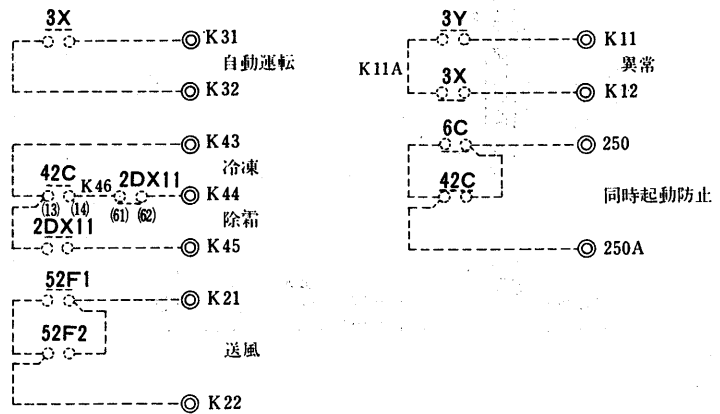 3X
K31
自動運転
K32
K43
冷凍
42C
K46
2DX11
K44
(13) (14)
(61) (62)
除霜
2DX11
K45
52F1
K21
52F2
送風
K22
3Y
K11
K11A
異常
3X
K12
6C
250
42C
同時起動防止
250A